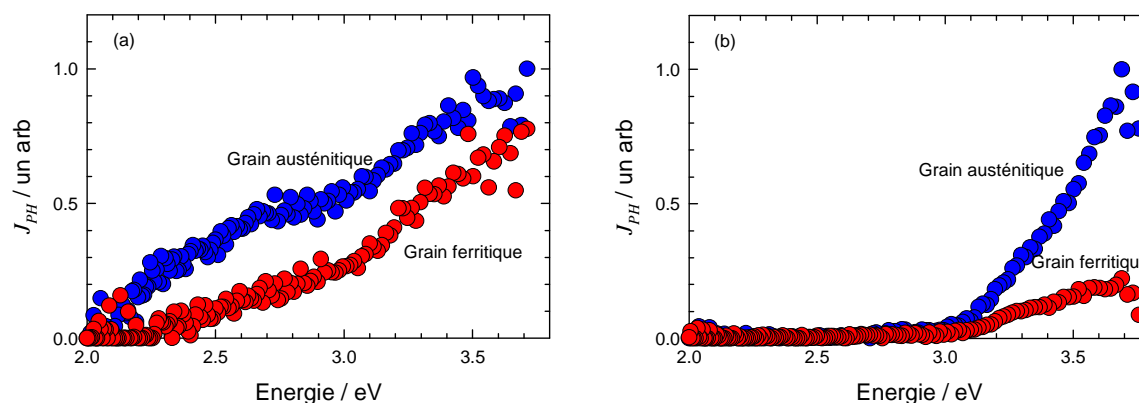 (a)
J_PH / un arb
1.0
0.5
0.0
Grain austénitique
Grain ferritique
2.0 2.5 3.0 3.5
Energie / eV
(b)
J_PH / un arb
1.0
0.5
0.0
Grain austénitique
Grain ferritique
2.0 2.5 3.0 3.5
Energie / eV